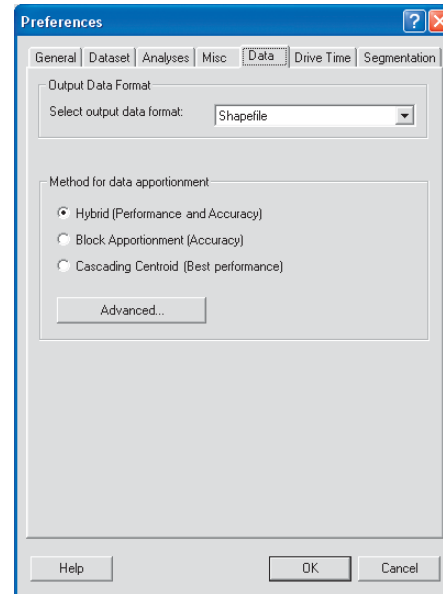 Preferences
General Dataset Analyses Misc Data Drive Time Segmentation
Output Data Format
Select output data format: Shapefile
Method for data apportionment
Hybrid (Performance and Accuracy)
Block Apportionment (Accuracy)
Cascading Centroid (Best performance)
Advanced...
Help OK Cancel